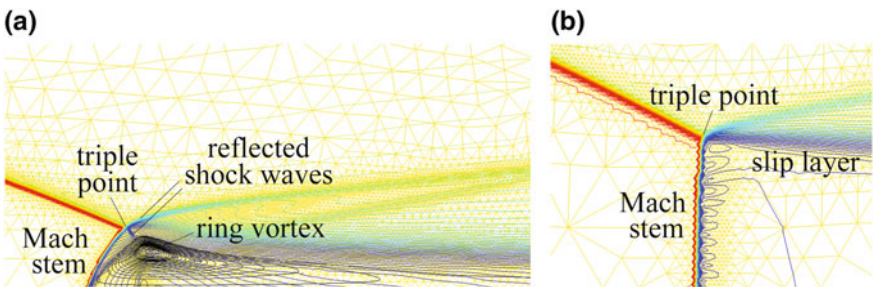 (a)
triple
point
reflected
shock waves
Mach
stem
ring vortex
(b)
triple point
slip layer
Mach
stem